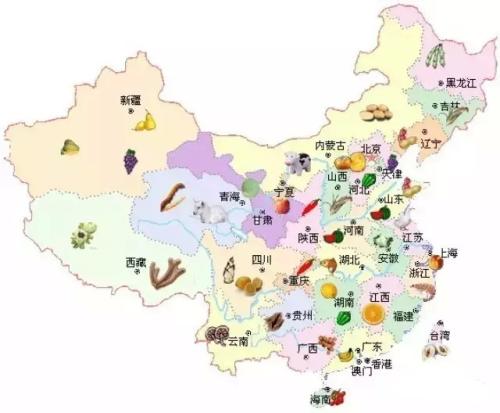 黑龙江
吉林
新疆
辽宁
内蒙古
北京
天津
山西
河北
宁夏
青海
山东
甘肃
陕西
河南
江苏
西藏
四川
湖北
安徽
上海
重庆
浙江
湖南
江西
贵州
福建
云南
广西
广东
台湾
香港
澳门
海南